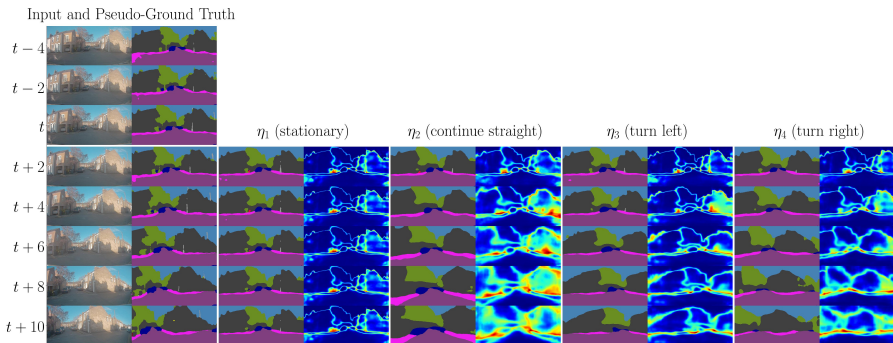 Input and Pseudo-Ground Truth
t − 4
t − 2
t
η₁ (stationary)
η₂ (continue straight)
η₃ (turn left)
η₄ (turn right)
t + 2
t + 4
t + 6
t + 8
t + 10